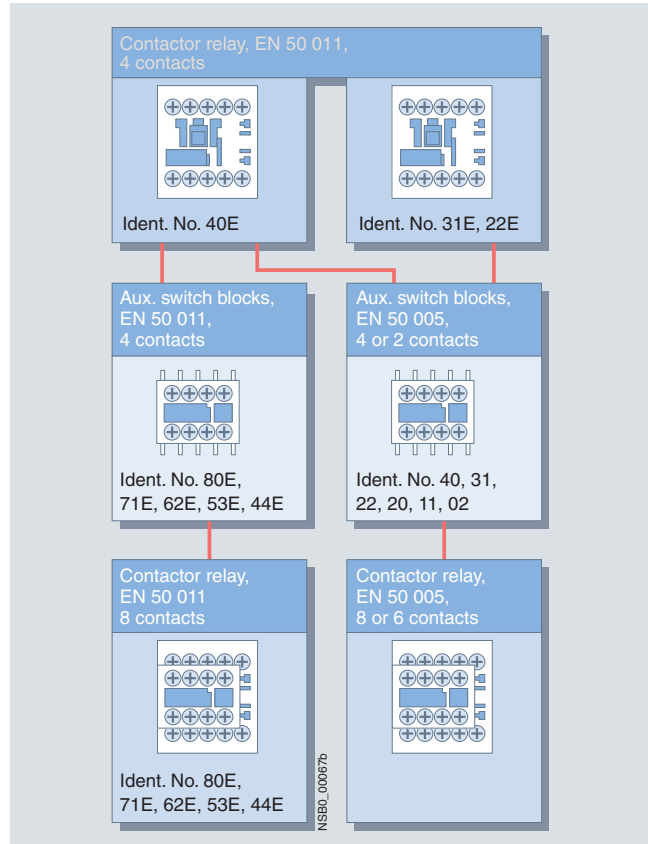 Contactor relay, EN 50 011,
4 contacts
Ident. No. 40E
Ident. No. 31E, 22E
Aux. switch blocks,
EN 50 011,
4 contacts
Aux. switch blocks,
EN 50 005,
4 or 2 contacts
Ident. No. 80E,
71E, 62E, 53E, 44E
Ident. No. 40, 31,
22, 20, 11, 02
Contactor relay,
EN 50 011
8 contacts
Contactor relay,
EN 50 005,
8 or 6 contacts
Ident. No. 80E,
71E, 62E, 53E, 44E
NSB0_00067b